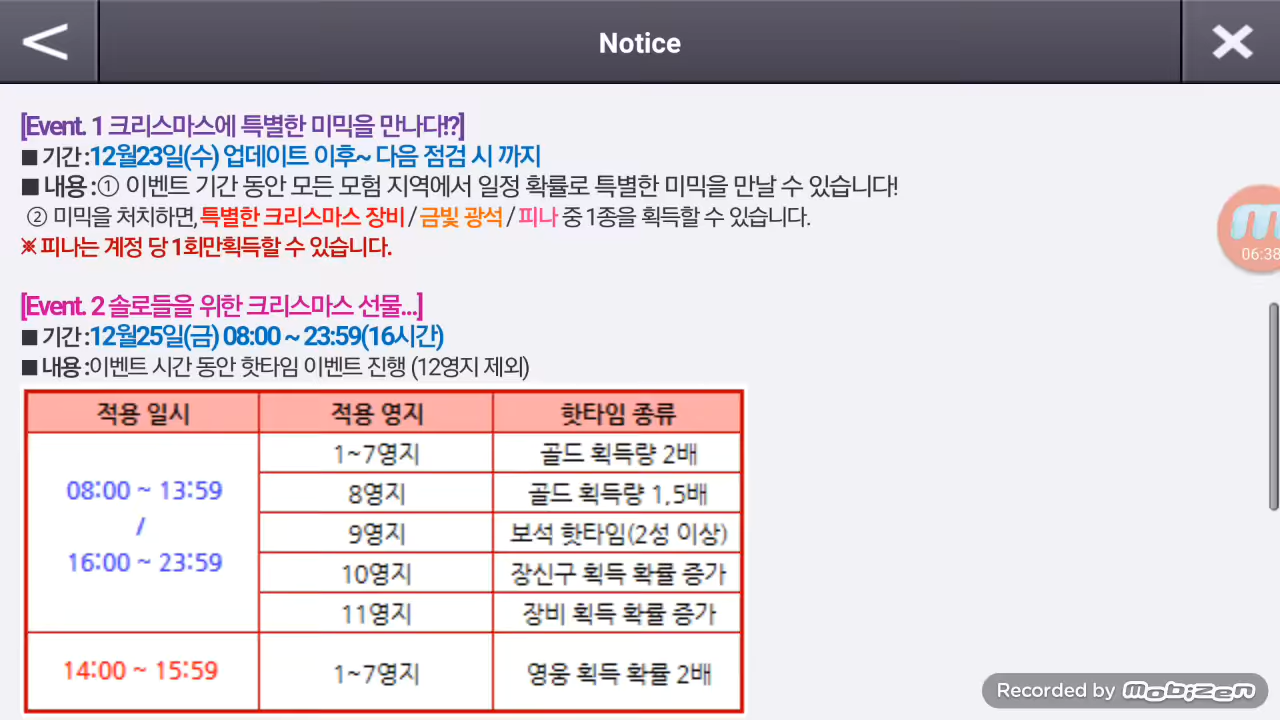 Notice
[Event. 1 크리스마스에 특별한 미믹을 만나다!?]
■ 기간 :12월23일(수) 업데이트 이후~ 다음 점검 시 까지
■ 내용 :① 이벤트 기간 동안 모든 모험 지역에서 일정 확률로 특별한 미믹을 만날 수 있습니다!
② 미믹을 처치하면, 특별한 크리스마스 장비 / 금빛 광석 / 피나 중 1종을 획득할 수 있습니다.
※ 피나는 계정 당 1회만획득할 수 있습니다.
06:38
[Event. 2 솔로들을 위한 크리스마스 선물...]
■ 기간 :12월25일(금) 08:00 ~ 23:59(16시간)
■ 내용 :이벤트 시간 동안 핫타임 이벤트 진행 (12영지 제외)
적용 일시 적용 영지 핫타임 종류
08:00 ~ 13:59
/
16:00 ~ 23:59
1~7영지 골드 획득량 2배
8영지 골드 획득량 1.5배
9영지 보석 핫타임(2성 이상)
10영지 장신구 획득 확률 증가
11영지 장비 획득 확률 증가
14:00 ~ 15:59 1~7영지 영웅 획득 확률 2배
Recorded by mobizen